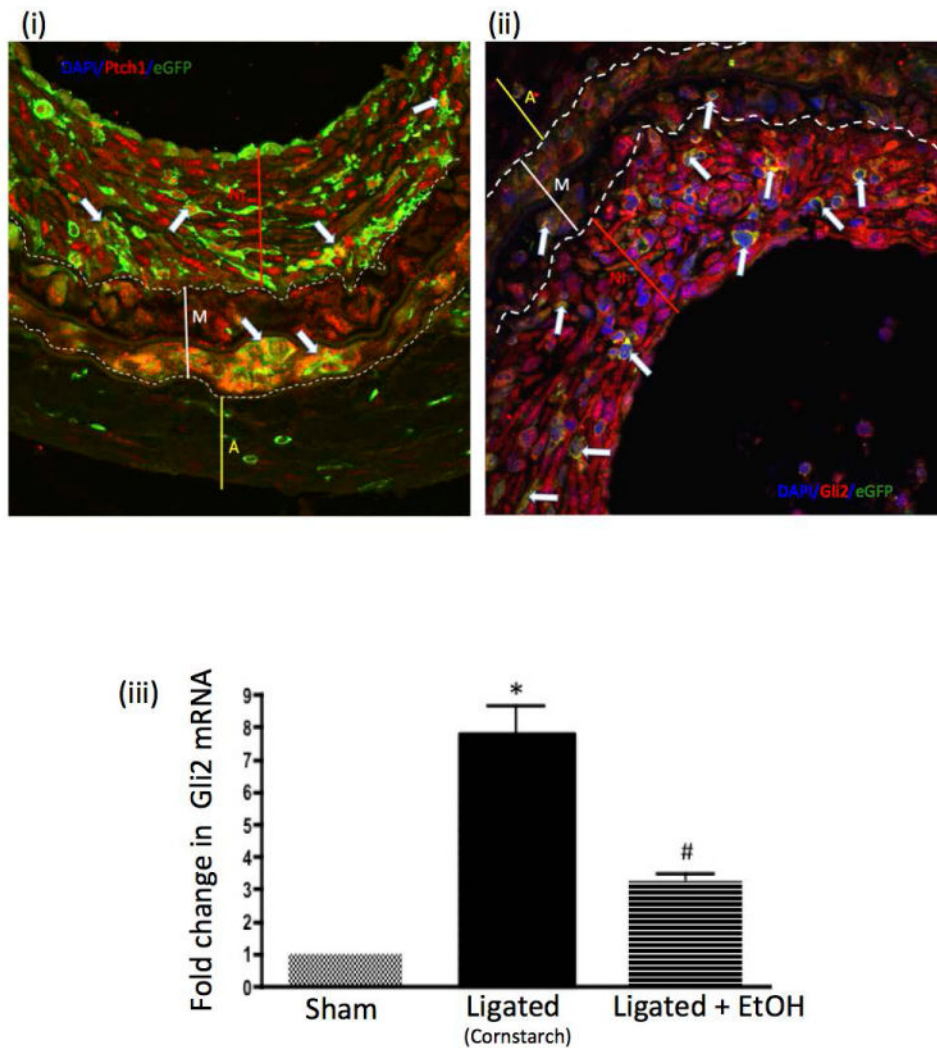 (i)
(ii)
DAPI/Ptch1/eGFP
NI
M
A
A
M
NI
DAPI/Gli2/eGFP
(iii)
Fold change in Gli2 mRNA
9
8
7
6
5
4
3
2
1
0
*
#
Sham
Ligated
(Cornstarch)
Ligated + EtOH